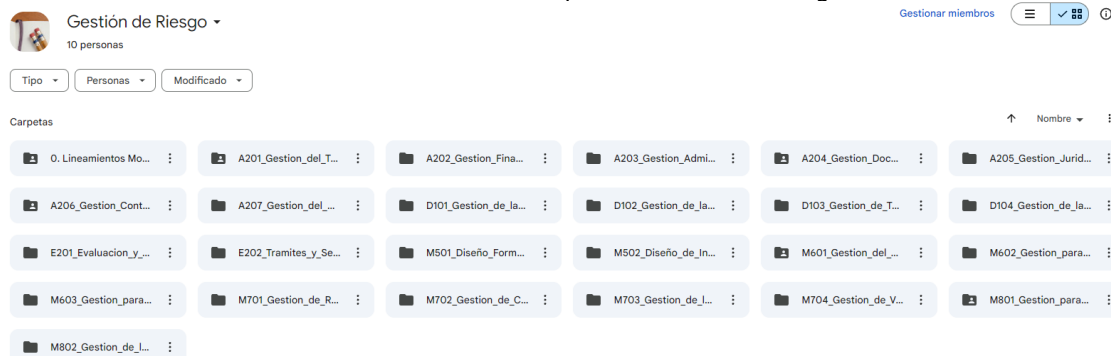 Gestión de Riesgo
Gestionar miembros
10 personas
Tipo
Personas
Modificado
Carpetas
Nombre
0. Lineamientos Mo...
A201_Gestion_del_T...
A202_Gestion_Fina...
A203_Gestion_Admi...
A204_Gestion_Doc...
A205_Gestion_Jurid...
A206_Gestion_Cont...
A207_Gestion_del_...
D101_Gestion_de_la...
D102_Gestion_de_la...
D103_Gestion_de_T...
D104_Gestion_de_la...
E201_Evaluacion_y_...
E202_Tramites_y_Se...
M501_Diseño_Form...
M502_Diseño_de_In...
M601_Gestion_del_...
M602_Gestion_para...
M603_Gestion_para...
M701_Gestion_de_R...
M702_Gestion_de_C...
M703_Gestion_de_I...
M704_Gestion_de_V...
M801_Gestion_para...
M802_Gestion_de_l...